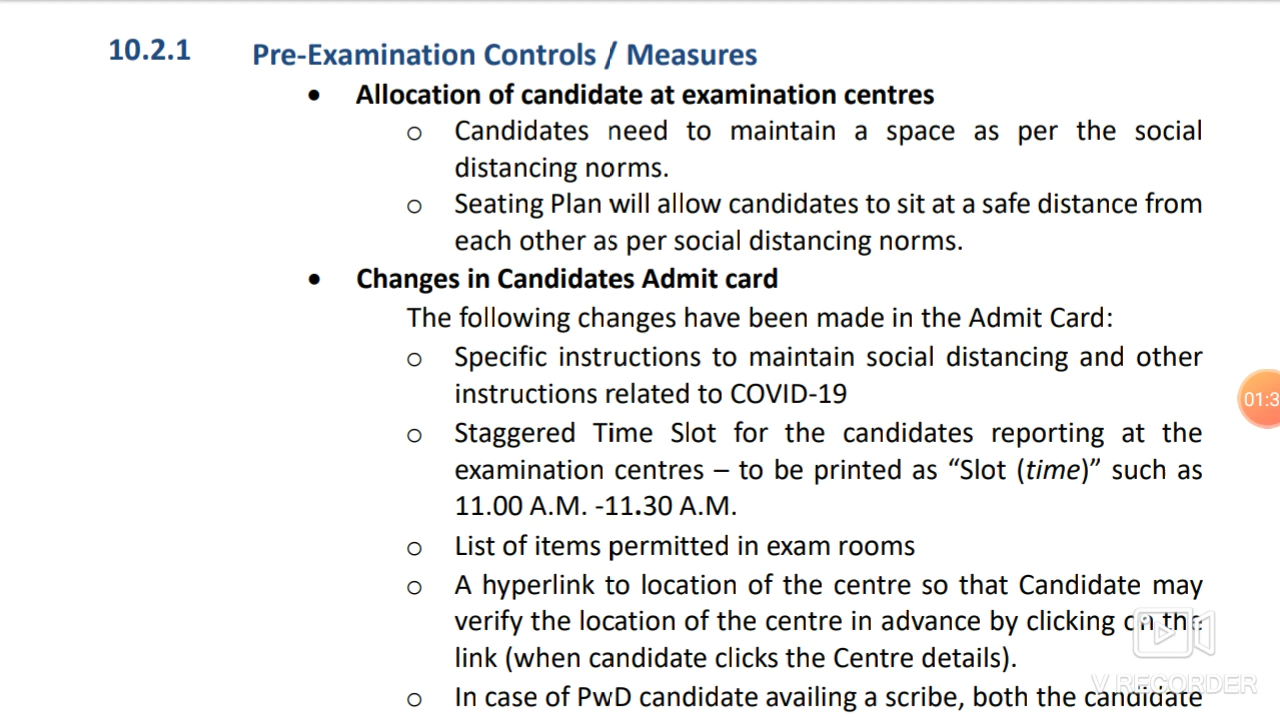 10.2.1 Pre-Examination Controls / Measures
• Allocation of candidate at examination centres
o Candidates need to maintain a space as per the social
distancing norms.
o Seating Plan will allow candidates to sit at a safe distance from
each other as per social distancing norms.
• Changes in Candidates Admit card
The following changes have been made in the Admit Card:
o Specific instructions to maintain social distancing and other
instructions related to COVID-19
o Staggered Time Slot for the candidates reporting at the
examination centres – to be printed as “Slot (time)” such as
11.00 A.M. -11.30 A.M.
o List of items permitted in exam rooms
o A hyperlink to location of the centre so that Candidate may
verify the location of the centre in advance by clicking on the
link (when candidate clicks the Centre details).
o In case of PwD candidate availing a scribe, both the candidate
01:3
V RECORDER